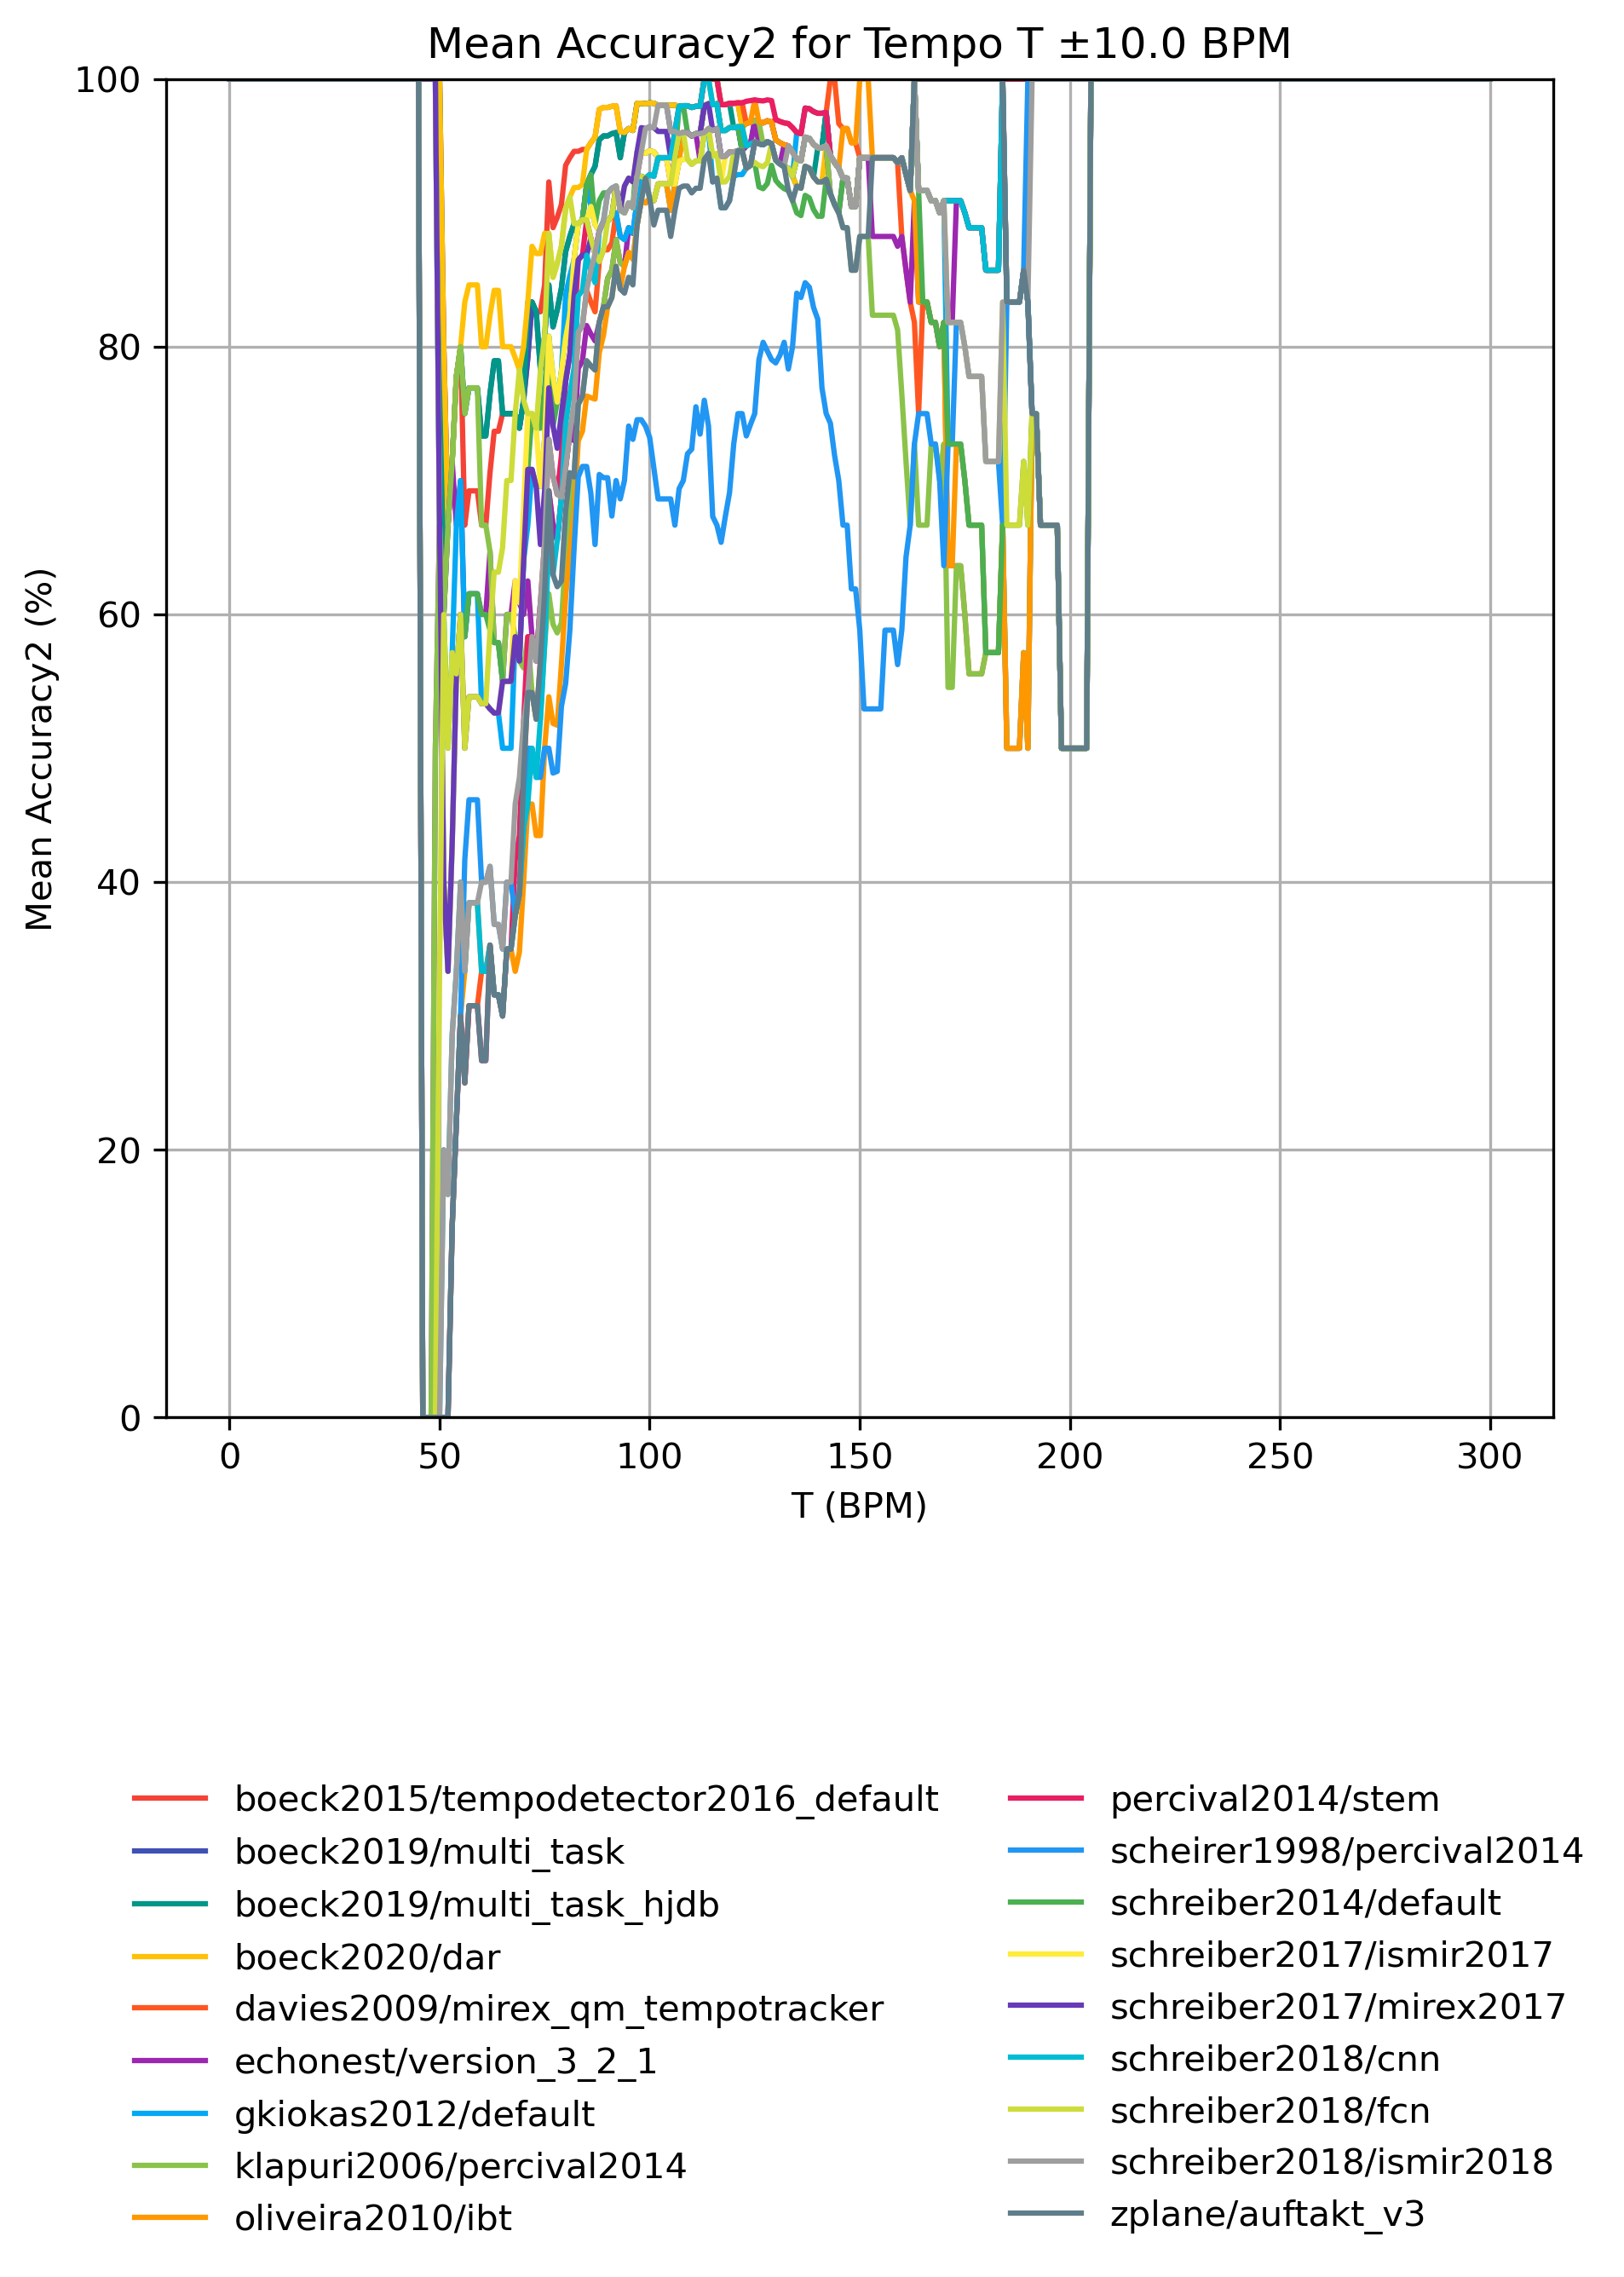 Mean Accuracy2 for Tempo T ±10.0 BPM
100
80
60
40
20
0
Mean Accuracy2 (%)
0 50 100 150 200 250 300
T (BPM)
boeck2015/tempodetector2016_default
boeck2019/multi_task
boeck2019/multi_task_hjdb
boeck2020/dar
davies2009/mirex_qm_tempotracker
echonest/version_3_2_1
gkiokas2012/default
klapuri2006/percival2014
oliveira2010/ibt
percival2014/stem
scheirer1998/percival2014
schreiber2014/default
schreiber2017/ismir2017
schreiber2017/mirex2017
schreiber2018/cnn
schreiber2018/fcn
schreiber2018/ismir2018
zplane/auftakt_v3